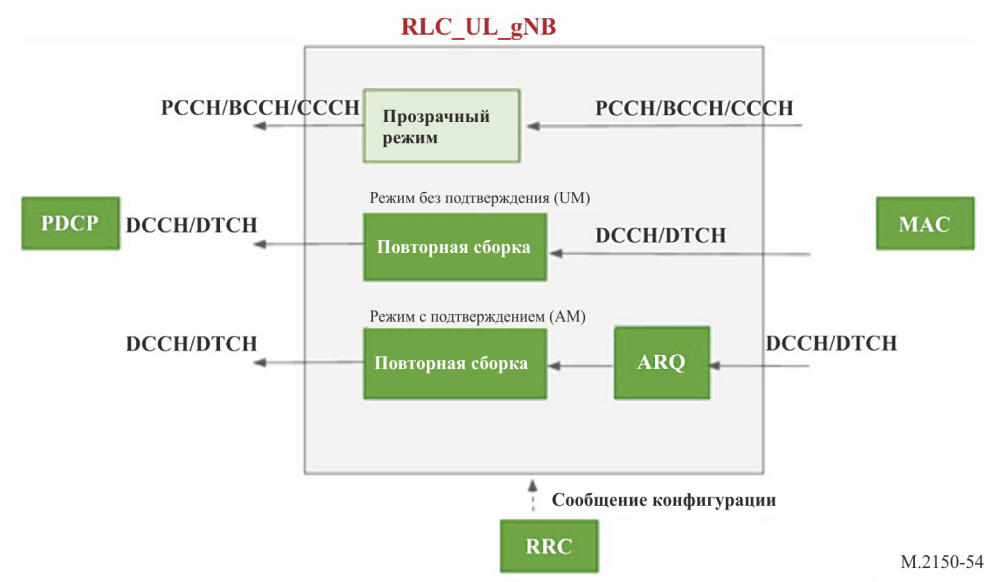 RLC_UL_gNB
PCCH/BCCH/CCCH
Прозрачный
режим
PCCH/BCCH/CCCH
Режим без подтверждения (UM)
PDCP
DCCH/DTCH
Повторная сборка
DCCH/DTCH
MAC
Режим с подтверждением (AM)
DCCH/DTCH
Повторная сборка
ARQ
DCCH/DTCH
Сообщение конфигурации
RRC
M.2150-54